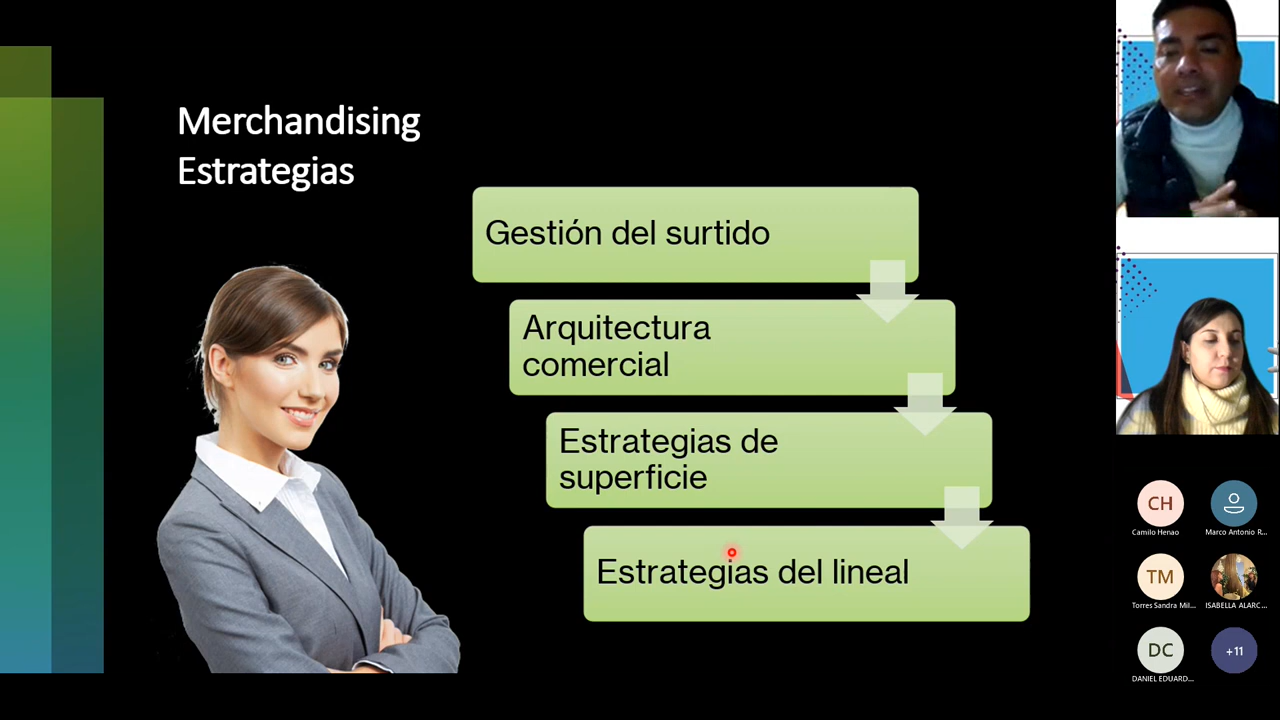 Merchandising
Estrategias
Gestión del surtido
Arquitectura
comercial
Estrategias de
superficie
Estrategias del lineal
CH
Camilo Henao
Marco Antonio R...
TM
Torres Sandra Mil...
ISABELLA ALARC...
DC
DANIEL EDUARD...
+11